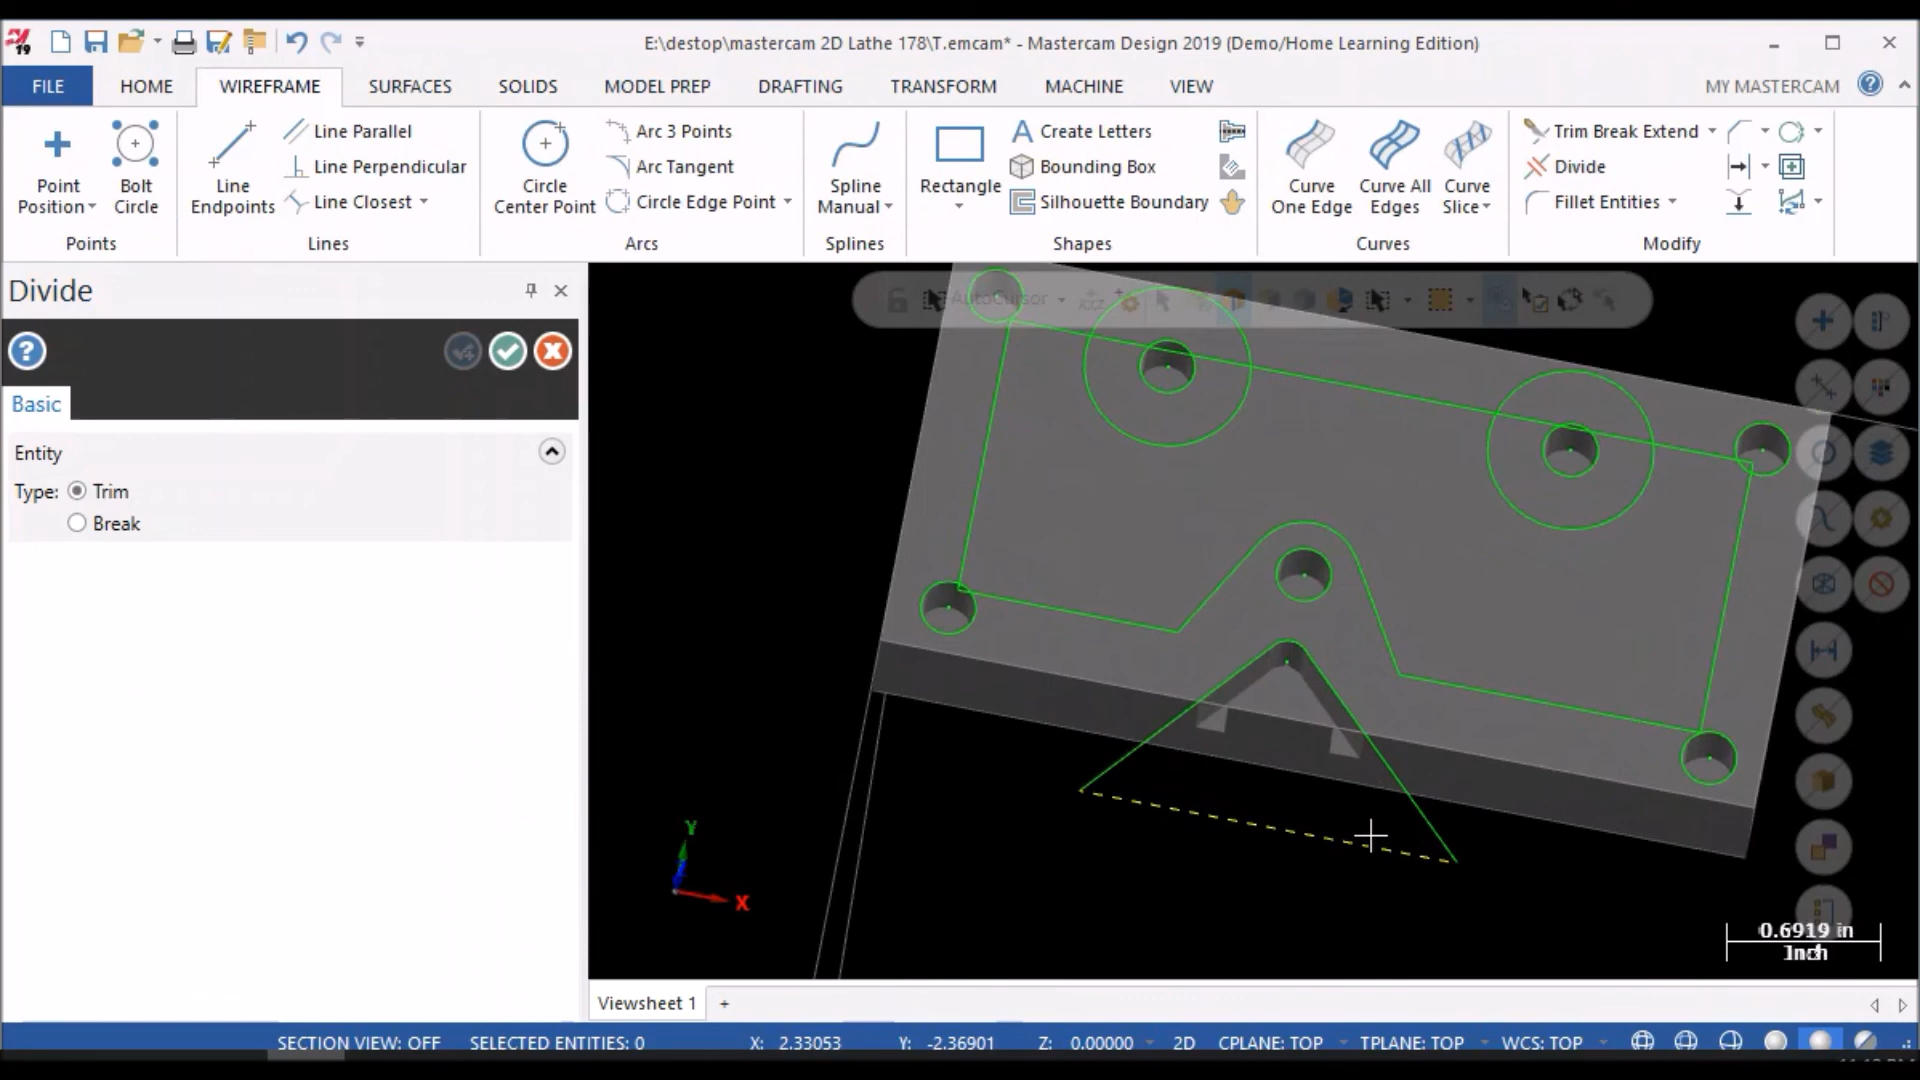 19
E:\destop\mastercam 2D Lathe 178\T.emcam* - Mastercam Design 2019 (Demo/Home Learning Edition)
FILE HOME WIREFRAME SURFACES SOLIDS MODEL PREP DRAFTING TRANSFORM MACHINE VIEW MY MASTERCAM
Point Position
Bolt Circle
Points
Line Endpoints
Line Parallel
Line Perpendicular
Line Closest
Lines
Circle Center Point
Arc 3 Points
Arc Tangent
Circle Edge Point
Arcs
Spline Manual
Splines
Rectangle
Create Letters
Bounding Box
Silhouette Boundary
Shapes
Curve One Edge
Curve All Edges
Curve Slice
Curves
Trim Break Extend
Divide
Fillet Entities
Modify
Divide
Basic
Entity
Type: Trim
Break
AutoCursor
Y
X
0.6919 in
Inch
Viewsheet 1 +
SECTION VIEW: OFF SELECTED ENTITIES: 0 X: 2.33053 Y: -2.36901 Z: 0.00000 2D CPLANE: TOP TPLANE: TOP WCS: TOP